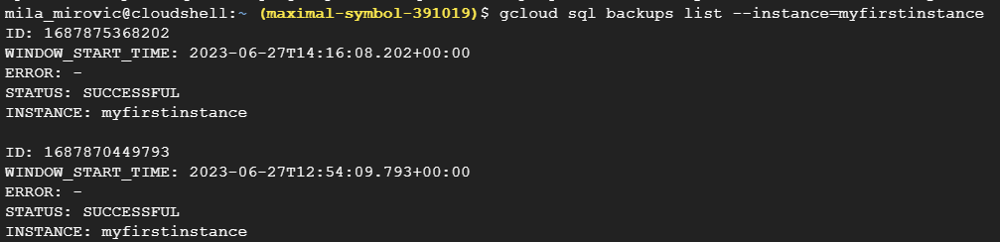 mila_mirovic@cloudshell:~ (maximal-symbol-391019)$ gcloud sql backups list --instance=myfirstinstance
ID: 1687875368202
WINDOW_START_TIME: 2023-06-27T14:16:08.202+00:00
ERROR: -
STATUS: SUCCESSFUL
INSTANCE: myfirstinstance

ID: 1687870449793
WINDOW_START_TIME: 2023-06-27T12:54:09.793+00:00
ERROR: -
STATUS: SUCCESSFUL
INSTANCE: myfirstinstance